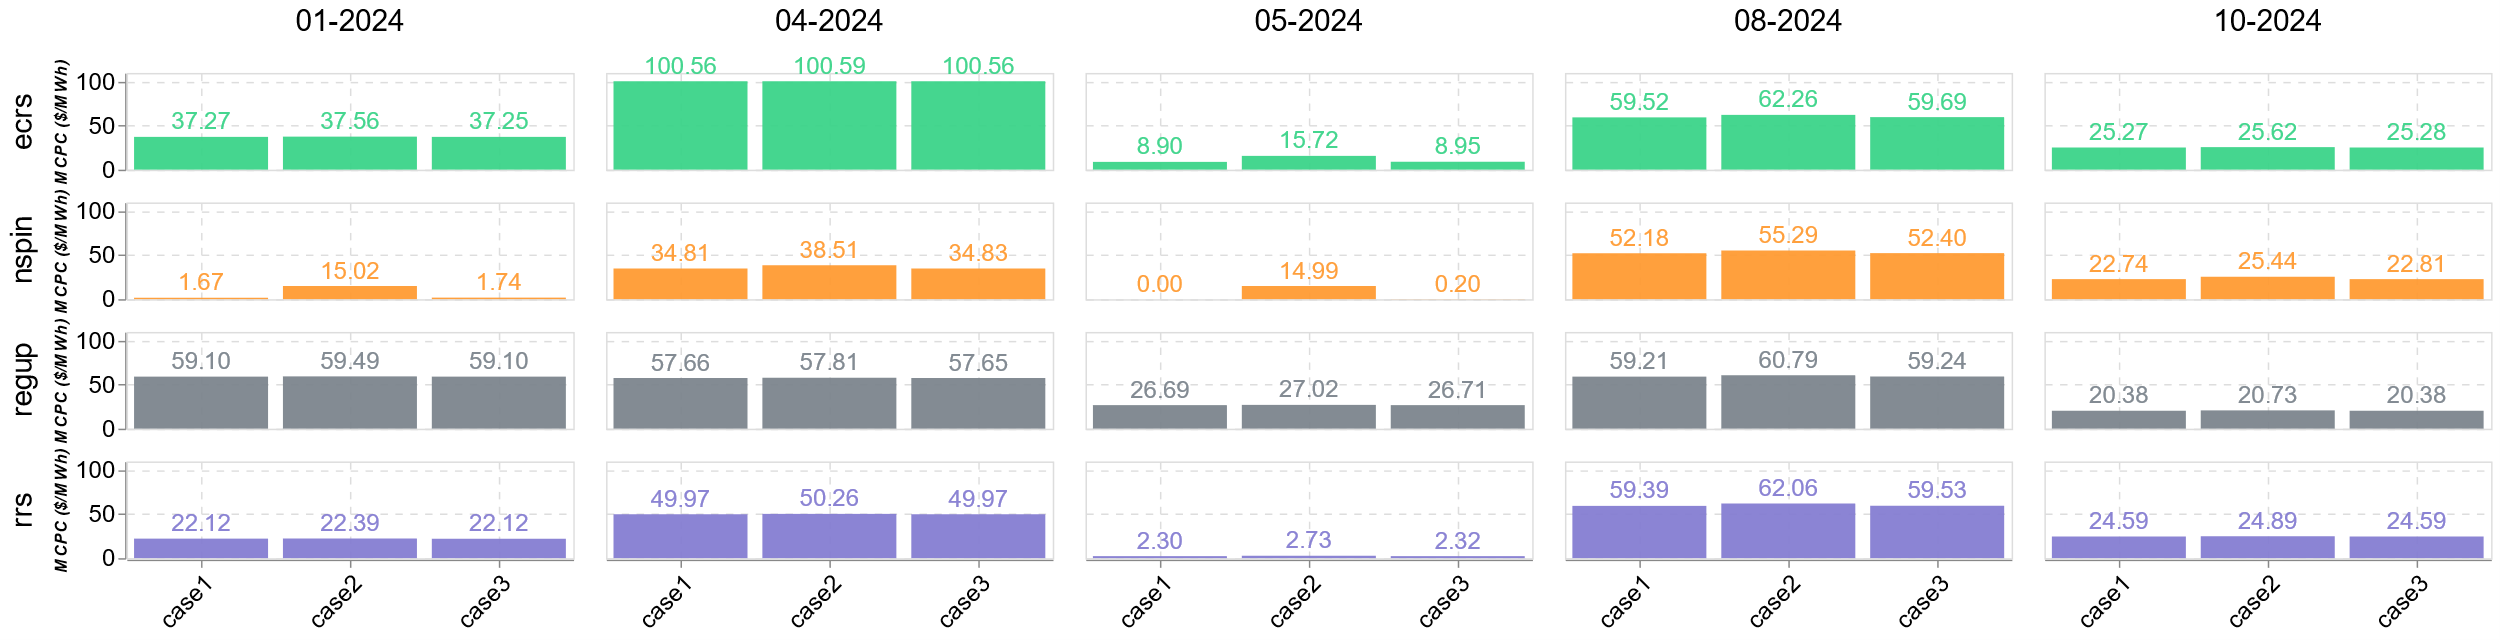 01-2024 04-2024 05-2024 08-2024 10-2024
ecrs
MCPC ($/MWh)
100
50
0
37.27 37.56 37.25
100.56 100.59 100.56
8.90 15.72 8.95
59.52 62.26 59.69
25.27 25.62 25.28
nspin
MCPC ($/MWh)
100
50
0
1.67 15.02 1.74
34.81 38.51 34.83
0.00 14.99 0.20
52.18 55.29 52.40
22.74 25.44 22.81
regup
MCPC ($/MWh)
100
50
0
59.10 59.49 59.10
57.66 57.81 57.65
26.69 27.02 26.71
59.21 60.79 59.24
20.38 20.73 20.38
rrs
MCPC ($/MWh)
100
50
0
22.12 22.39 22.12
49.97 50.26 49.97
2.30 2.73 2.32
59.39 62.06 59.53
24.59 24.89 24.59
case1 case2 case3 case1 case2 case3 case1 case2 case3 case1 case2 case3 case1 case2 case3